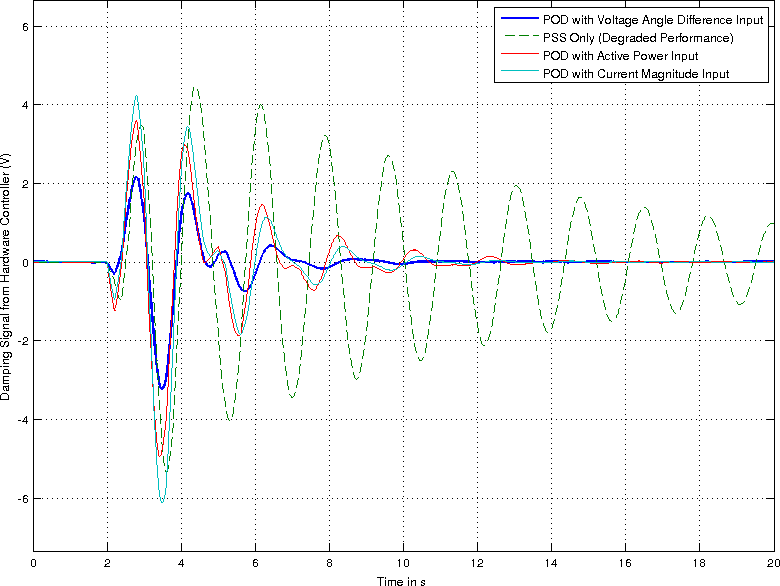 POD with Voltage Angle Difference Input
PSS Only (Degraded Performance)
POD with Active Power Input
POD with Current Magnitude Input
Damping Signal from Hardware Controller (V)
6
4
2
0
-2
-4
-6
0 2 4 6 8 10 12 14 16 18 20
Time in s